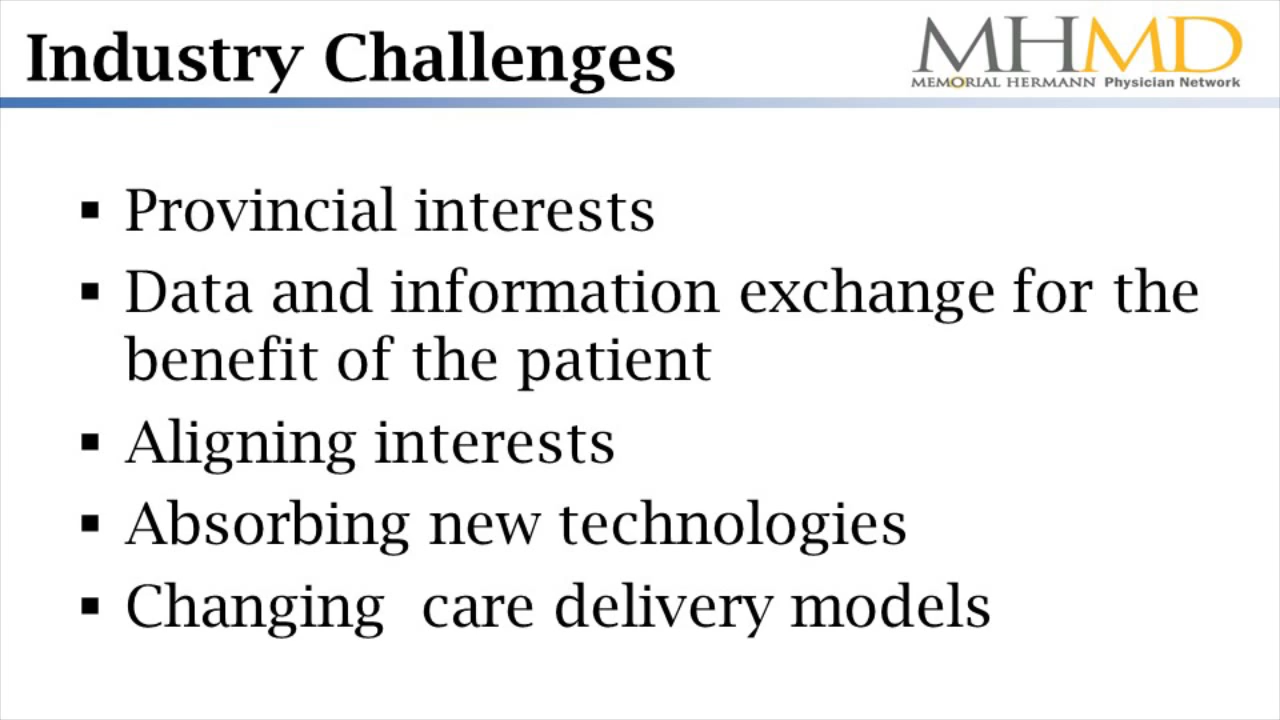 Industry Challenges
MHMD
MEMORIAL HERMANN Physician Network
▪ Provincial interests
▪ Data and information exchange for the
benefit of the patient
▪ Aligning interests
▪ Absorbing new technologies
▪ Changing  care delivery models